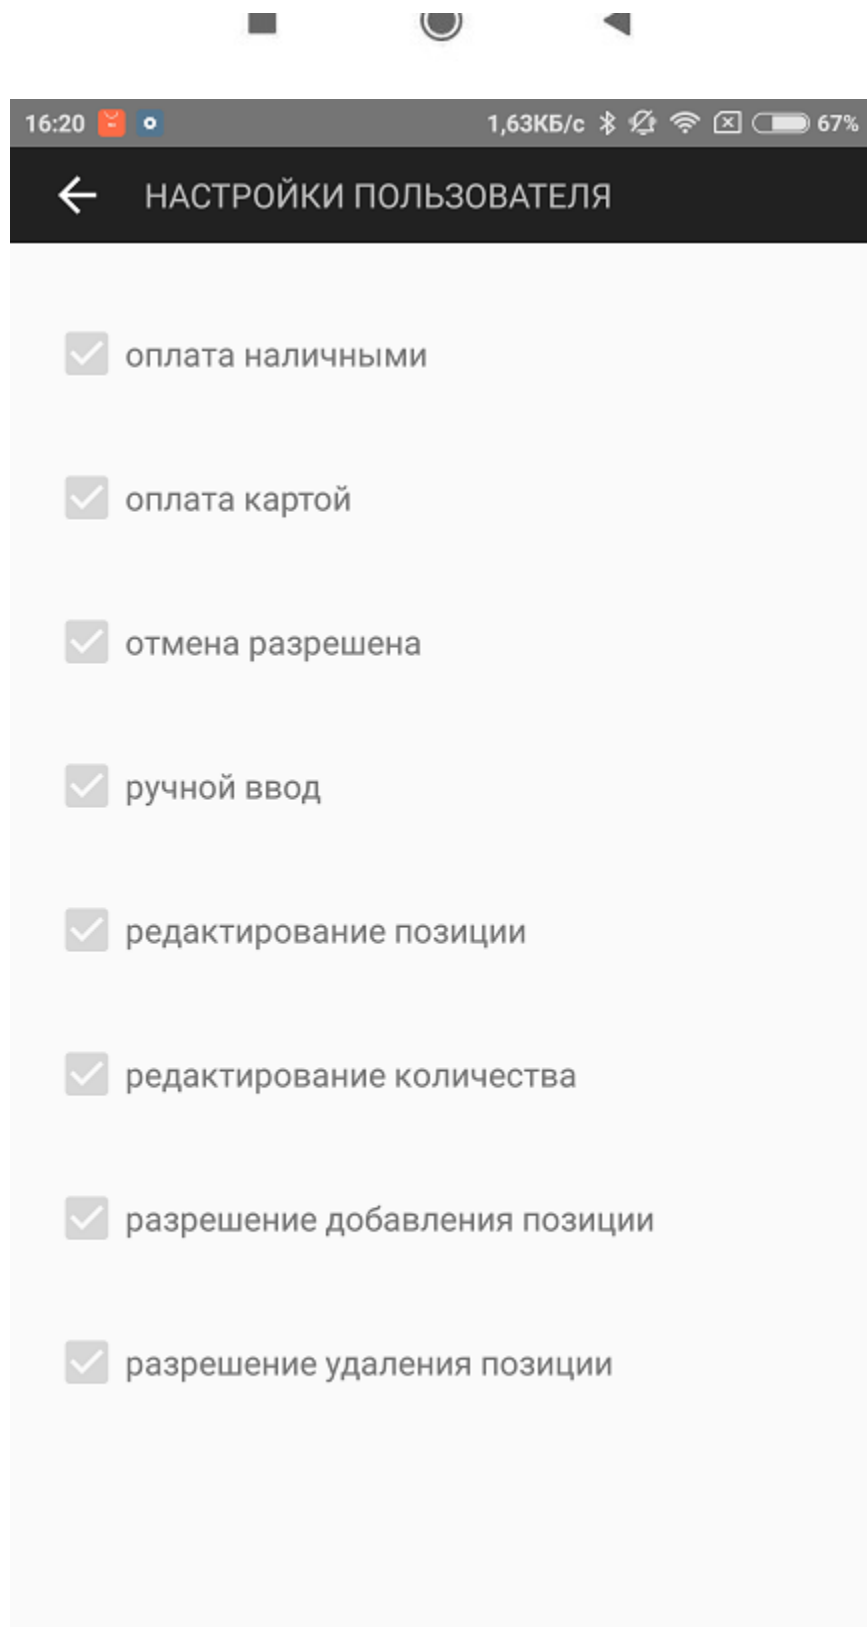 16:20 1,63КБ/с 67%
НАСТРОЙКИ ПОЛЬЗОВАТЕЛЯ
оплата наличными
оплата картой
отмена разрешена
ручной ввод
редактирование позиции
редактирование количества
разрешение добавления позиции
разрешение удаления позиции